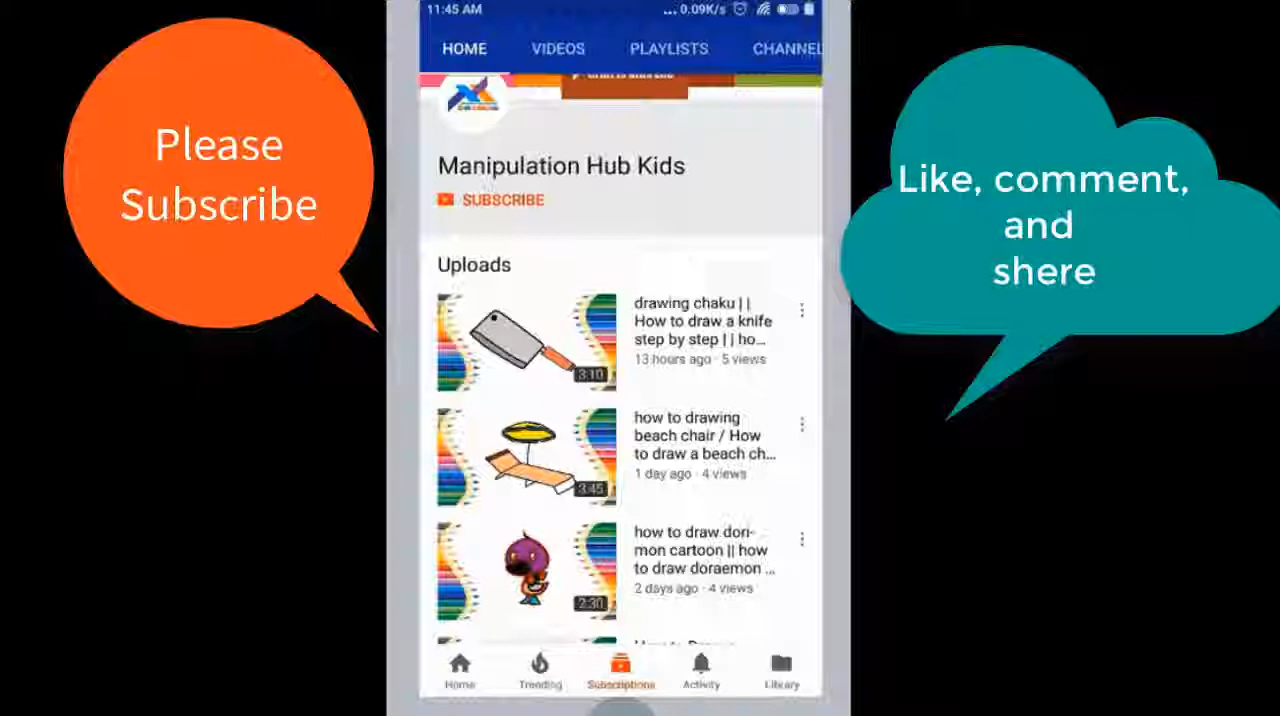 Please
Subscribe
11:45 AM
... 0.09K/s
HOME VIDEOS PLAYLISTS CHANNEL
Manipulation Hub Kids
SUBSCRIBE
Uploads
drawing chaku ||
How to draw a knife
step by step || ho...
13 hours ago · 5 views
3:10
how to drawing
beach chair / How
to draw a beach ch...
1 day ago · 4 views
3:45
how to draw dori-
mon cartoon || how
to draw doraemon ...
2 days ago · 4 views
2:30
Home Trending Subscriptions Activity Library
Like, comment,
and
shere